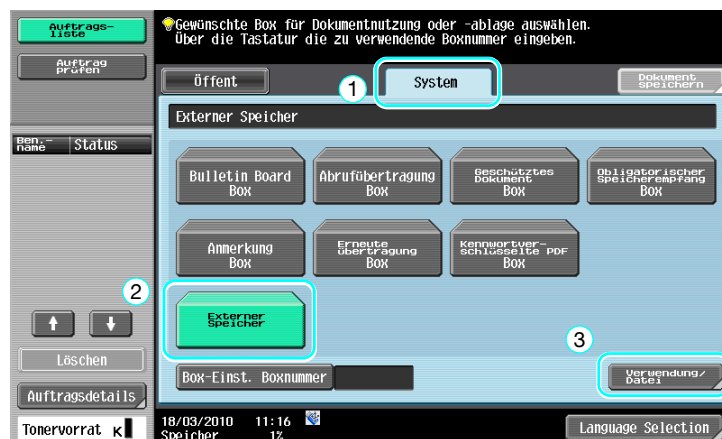 Auftrags-
liste
Auftrag
prüfen
Gewünschte Box für Dokumentnutzung oder -ablage auswählen.
Über die Tastatur die zu verwendende Boxnummer eingeben.
Öffent
1
System
Dokument
speichern
Externer Speicher
Ben.-
name
Status
Bulletin Board
Box
Abrufübertragung
Box
Geschütztes
Dokument
Box
Obligatorischer
Speicherempfang
Box
Anmerkung
Box
Erneute
Übertragung
Box
Kennwortver-
schlüsselte PDF
Box
2
Externer
Speicher
3
Löschen
Box-Einst. Boxnummer
Verwendung/
Datei
Auftragsdetails
Tonervorrat K
18/03/2010 11:16
Speicher 1%
Language Selection